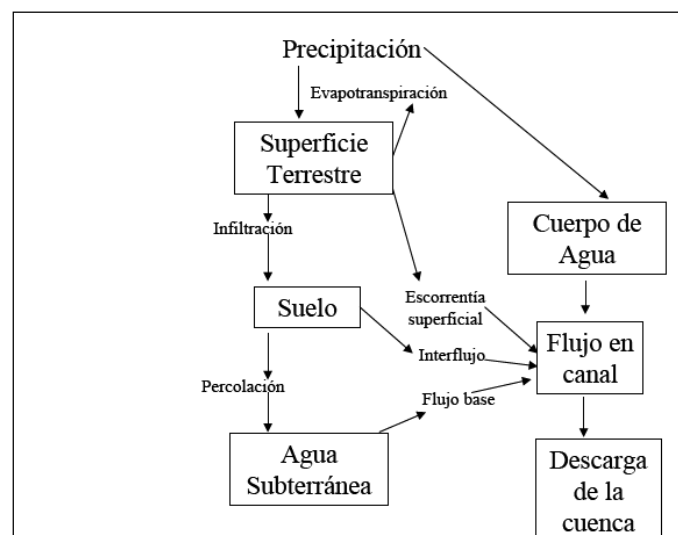 Precipitación
Evapotranspiración
Superficie
Terrestre
Infiltración
Cuerpo de
Agua
Suelo
Escorrentía
superficial
Interflujo
Flujo en
canal
Percolación
Flujo base
Agua
Subterránea
Descarga
de la
cuenca